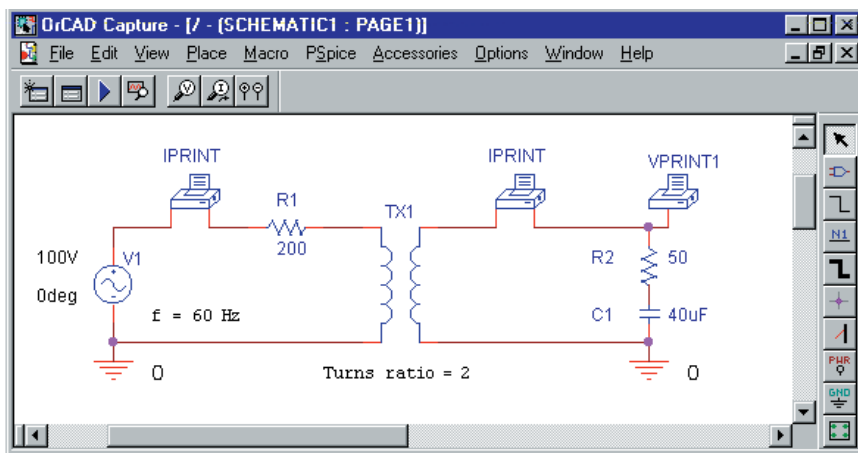 OrCAD Capture - [/ - (SCHEMATIC1 : PAGE1)]
File Edit View Place Macro PSpice Accessories Options Window Help
IPRINT
IPRINT
VPRINT1
R1
200
TX1
100V
0deg
V1
f = 60 Hz
R2
50
C1
40uF
0
Turns ratio = 2
0
V
I
N1
PWR
GND